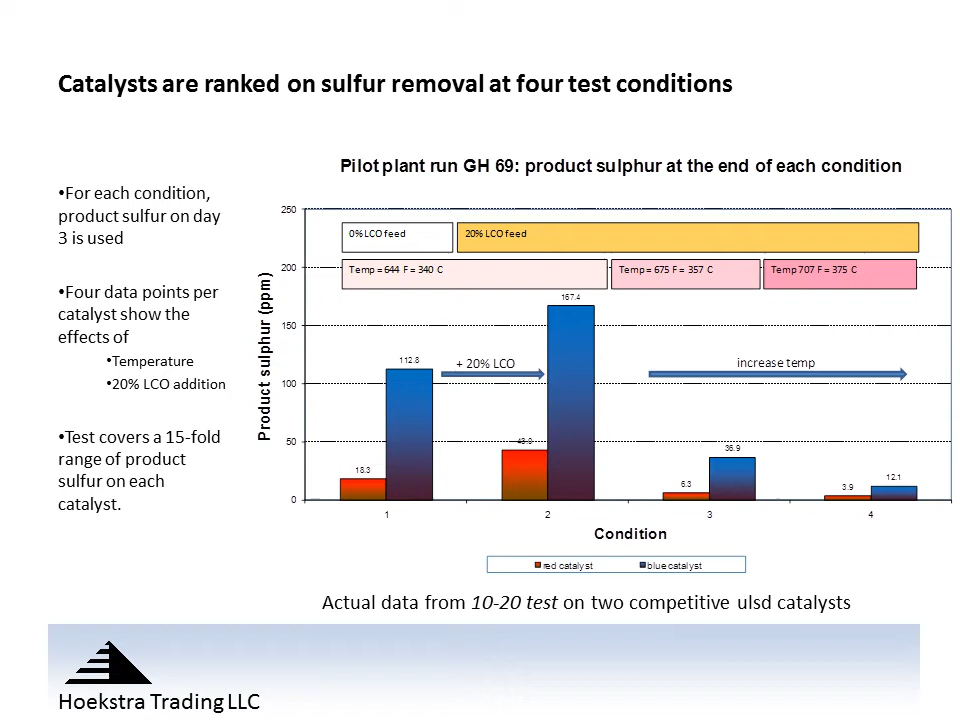 Catalysts are ranked on sulfur removal at four test conditions
•For each condition,
product sulfur on day
3 is used
•Four data points per
catalyst show the
effects of
•Temperature
•20% LCO addition
•Test covers a 15-fold
range of product
sulfur on each
catalyst.
Pilot plant run GH 69: product sulphur at the end of each condition
Product sulphur (ppm)
250
200
150
100
50
0
0% LCO feed
20% LCO feed
Temp = 644 F = 340 C
Temp = 675 F = 357 C
Temp 707 F = 375 C
167.4
112.8
+ 20% LCO
increase temp
18.3
36.9
6.3
3.9
12.1
1
2
3
4
Condition
red catalyst
blue catalyst
Actual data from 10-20 test on two competitive ulsd catalysts
Hoekstra Trading LLC